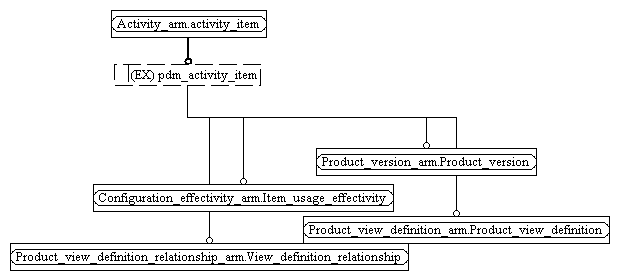 Activity_arm.activity_item
(EX) pdm_activity_item
Product_version_arm.Product_version
Configuration_effectivity_arm.Item_usage_effectivity
Product_view_definition_arm.Product_view_definition
Product_view_definition_relationship_arm.View_definition_relationship